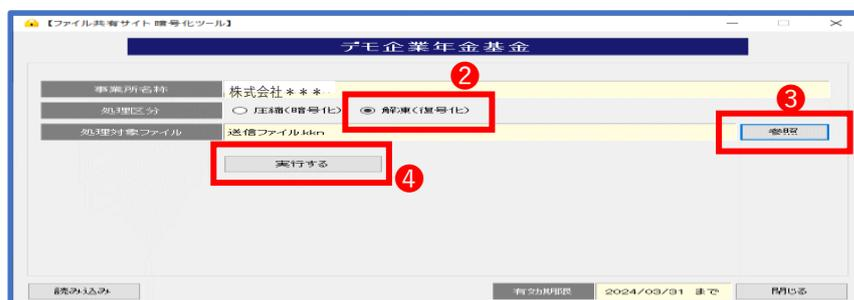 【ファイル共有サイト 暗号化ツール】
デモ企業年金基金
❷
事業所名称 株式会社＊＊＊
❸
処理区分 圧縮(暗号化) 解凍(復号化)
処理対象ファイル 送信ファイル.kkn 参照
実行する
❹
読み込み 有効期限 2024/03/31 まで 閉じる